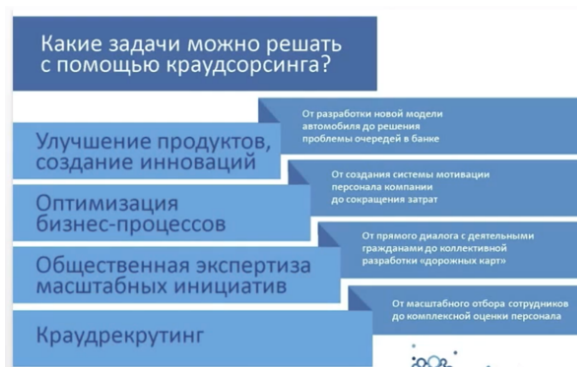 Какие задачи можно решать
с помощью краудсорсинга?
Улучшение продуктов,
создание инноваций
От разработки новой модели
автомобиля до решения
проблемы очередей в банке
Оптимизация
бизнес-процессов
От создания системы мотивации
персонала компании
до сокращения затрат
Общественная экспертиза
масштабных инициатив
От прямого диалога с деятельными
гражданами до коллективной
разработки «дорожных карт»
Краудрекрутинг
От масштабного отбора сотрудников
до комплексной оценки персонала